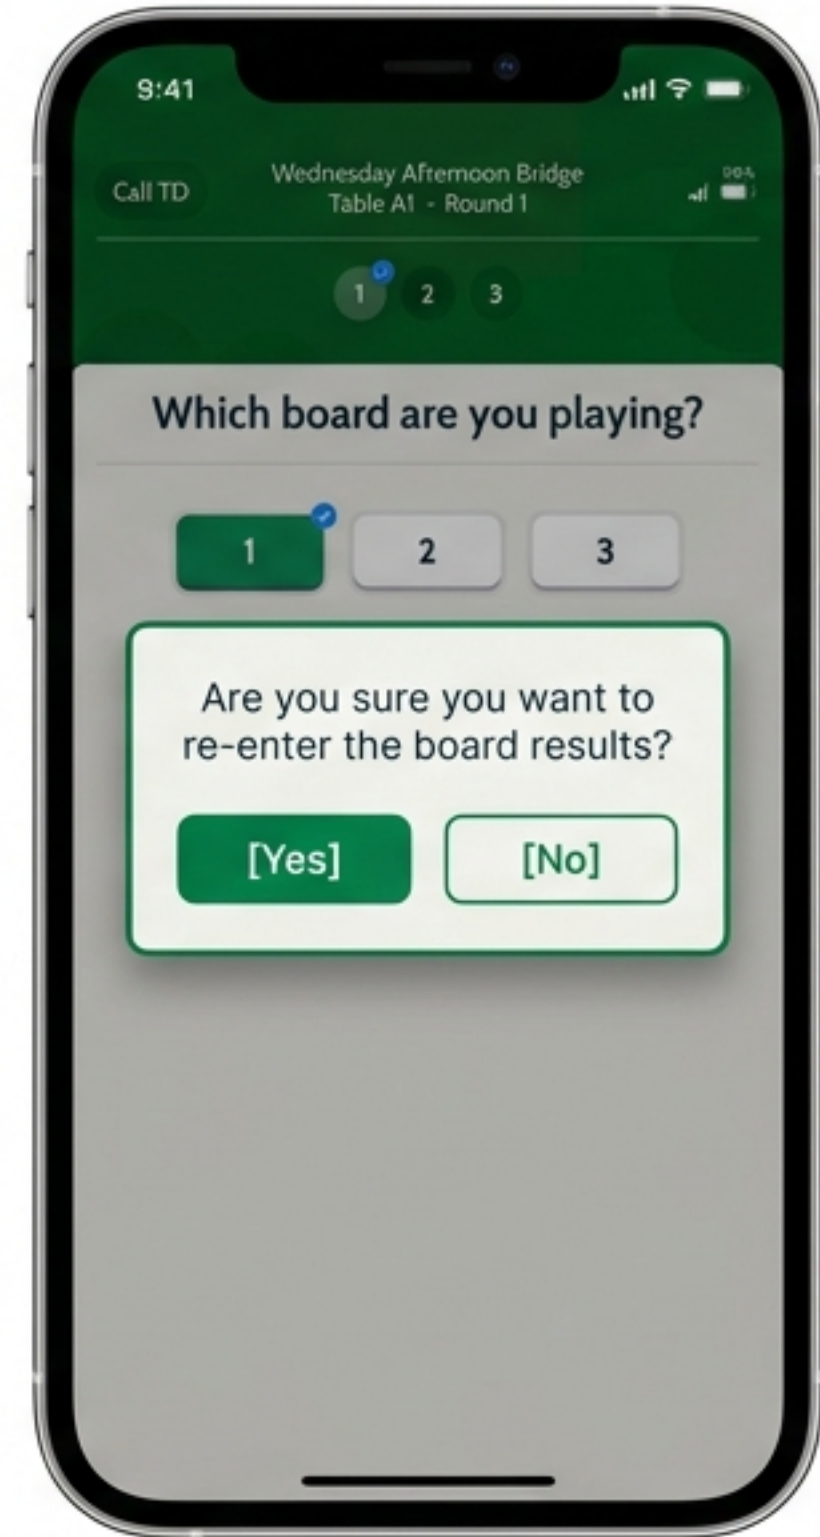 9:41
Call TD
Wednesday Afternoon Bridge
Table A1 - Round 1
1 2 3
Which board are you playing?
1 2 3
Are you sure you want to
re-enter the board results?
[Yes] [No]